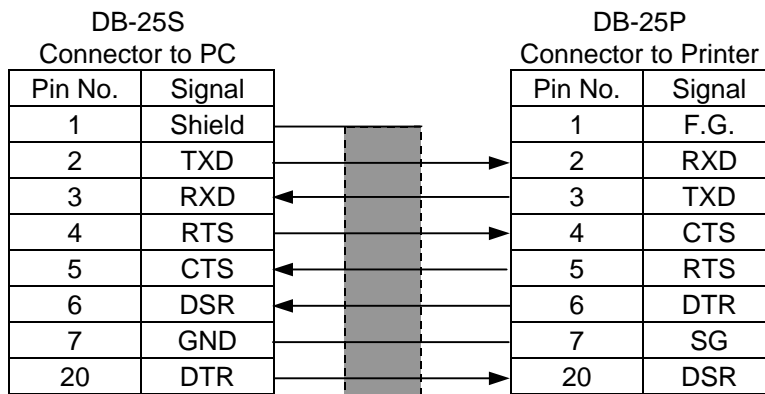 DB-25S DB-25P
Connector to PC Connector to Printer
Pin No. Signal Pin No. Signal
1 Shield 1 F.G.
2 TXD 2 RXD
3 RXD 3 TXD
4 RTS 4 CTS
5 CTS 5 RTS
6 DSR 6 DTR
7 GND 7 SG
20 DTR 20 DSR